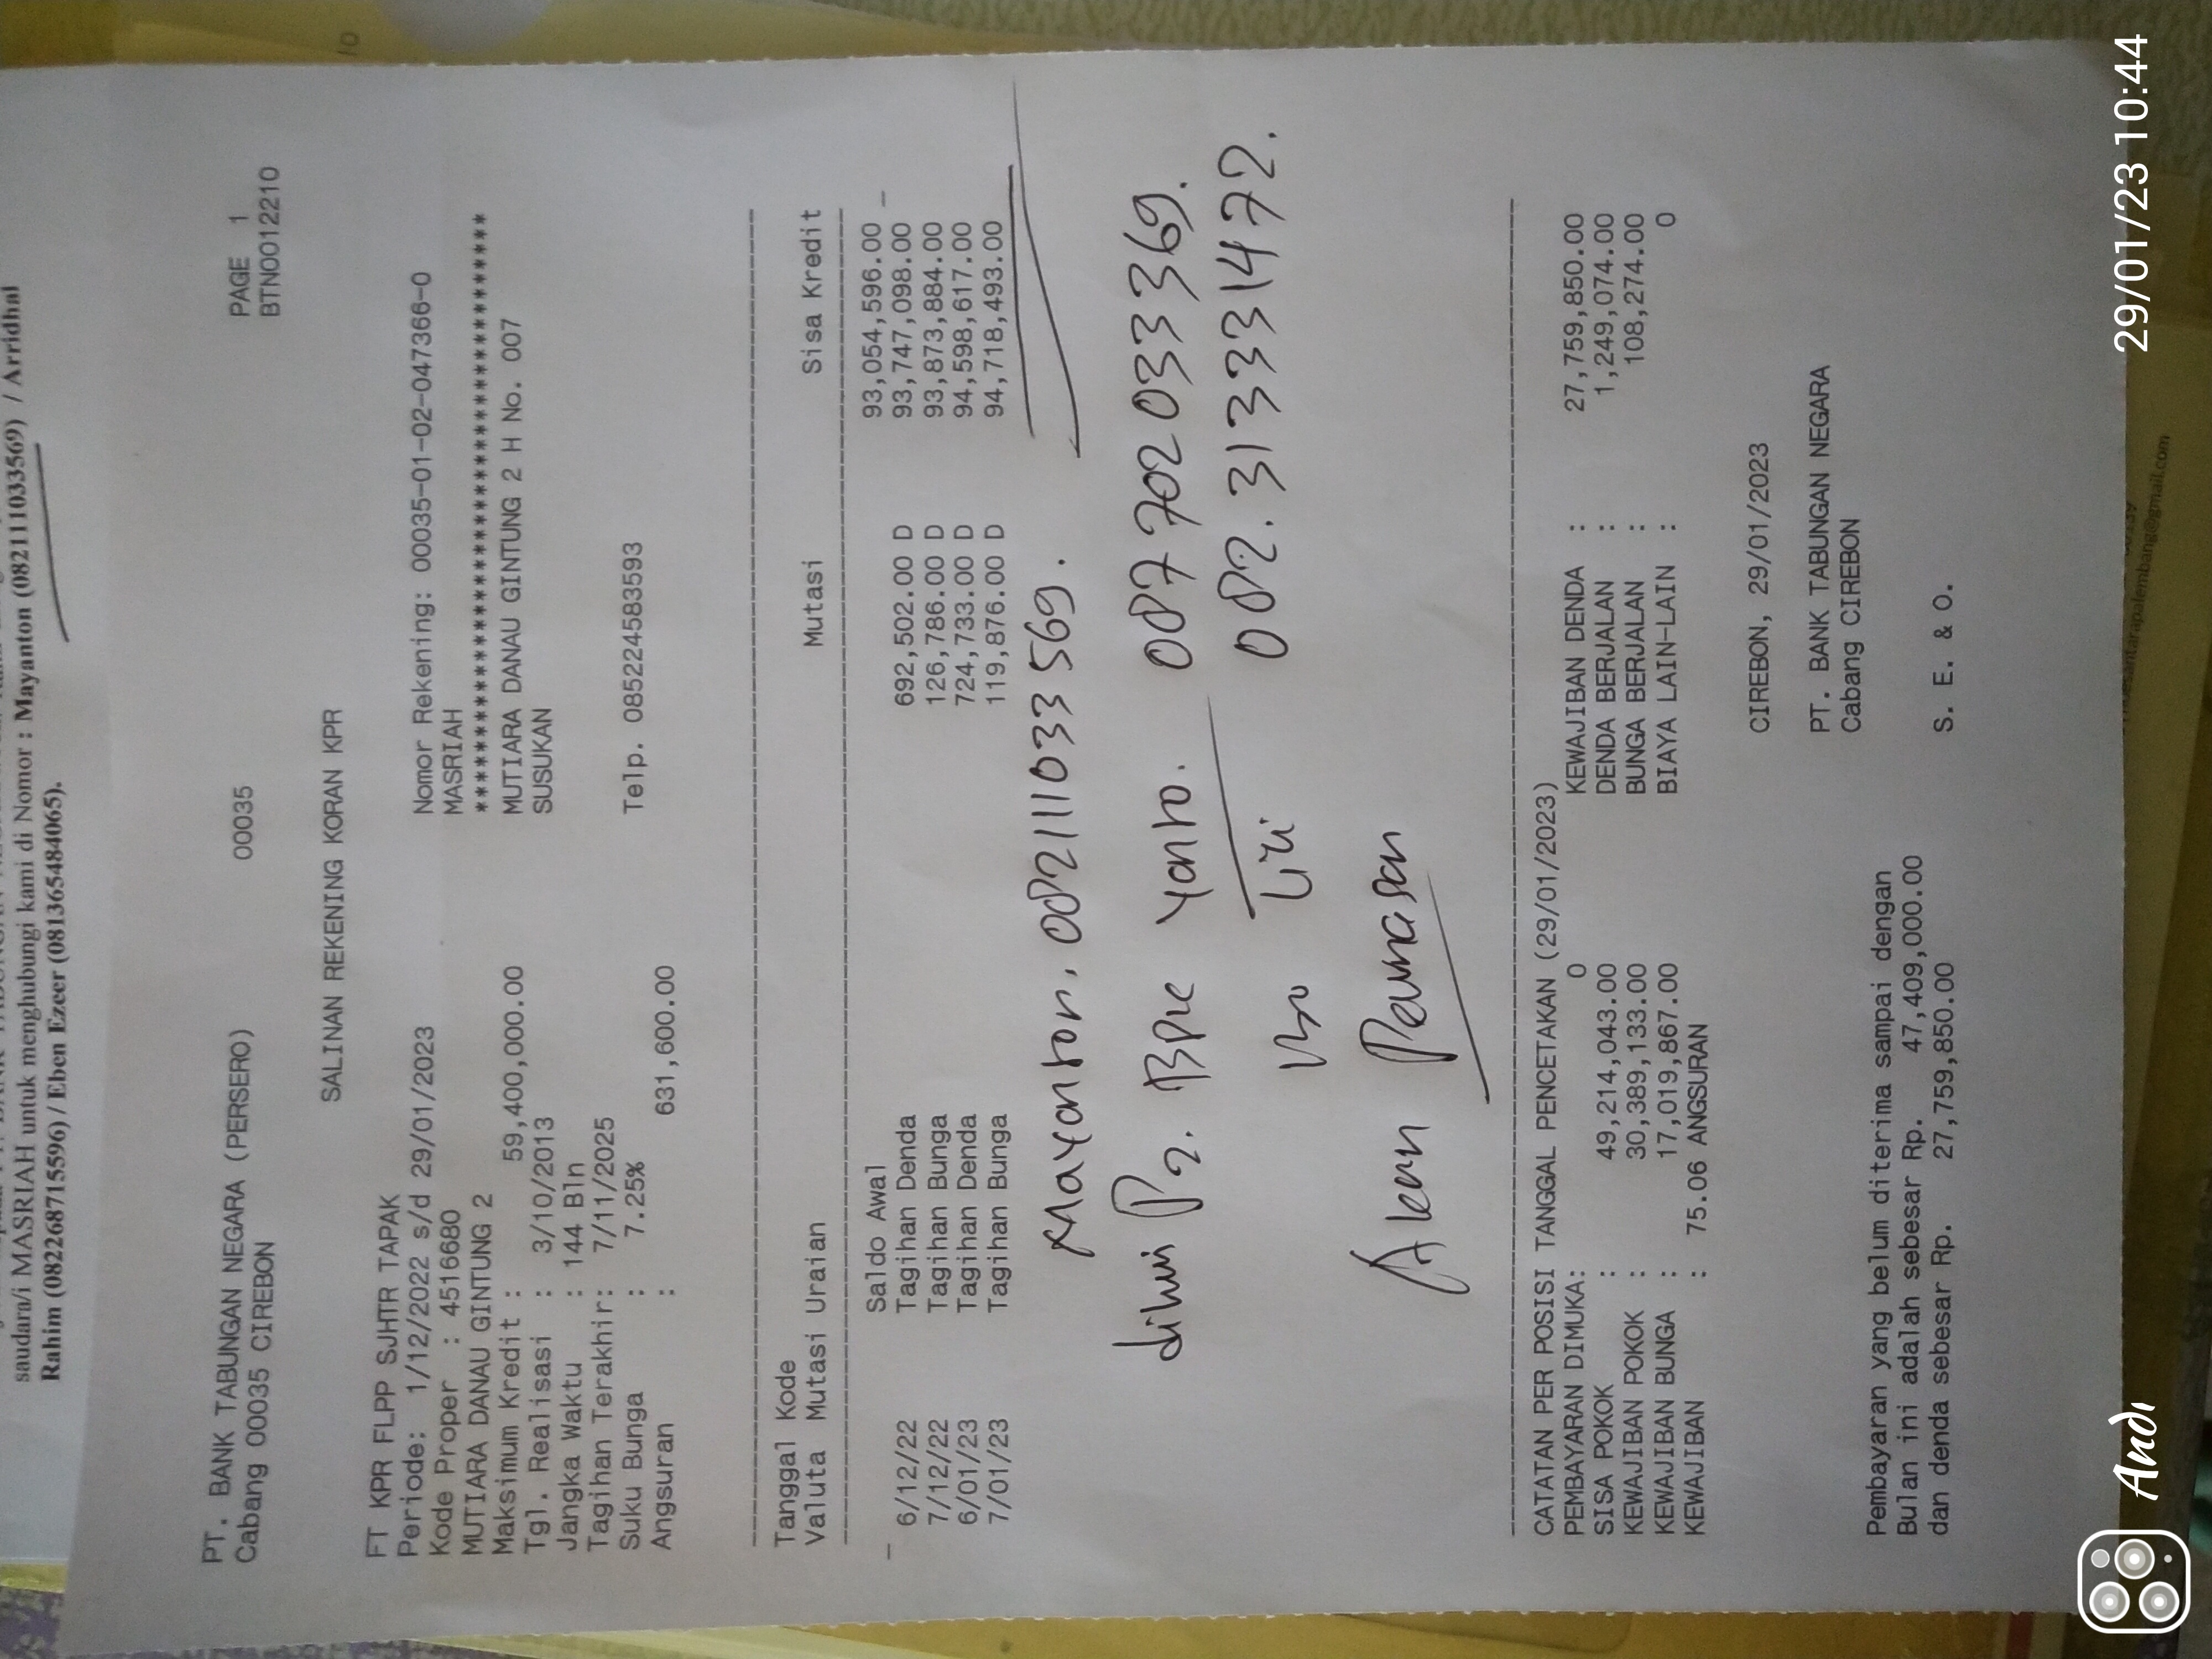 saudara/i MASRIAH untuk menghubungi kami di Nomor : Mayanton (082111033569) / Arridhal
Rahim (082268715596) / Eben Ezeer (081365484065).
PT. BANK TABUNGAN NEGARA (PERSERO) 00035 PAGE 1
Cabang 00035 CIREBON BTN0012210
SALINAN REKENING KORAN KPR
FT KPR FLPP SJHTR TAPAK
Periode: 1/12/2022 s/d 29/01/2023 Nomor Rekening: 00035-01-02-047366-0
Kode Proper : 4516680 MASRIAH
MUTIARA DANAU GINTUNG 2 **********************************
Maksimum Kredit : 59,400,000.00 MUTIARA DANAU GINTUNG 2 H No. 007
Tgl. Realisasi : 3/10/2013 SUSUKAN
Jangka Waktu : 144 Bln
Tagihan Terakhir: 7/11/2025
Suku Bunga : 7.25% Telp. 085224583593
Angsuran : 631,600.00
Tanggal Kode
Valuta Mutasi Uraian Mutasi Sisa Kredit
Saldo Awal 93,054,596.00
6/12/22 Tagihan Denda 692,502.00 D 93,747,098.00
7/12/22 Tagihan Bunga 126,786.00 D 93,873,884.00
6/01/23 Tagihan Denda 724,733.00 D 94,598,617.00
7/01/23 Tagihan Bunga 119,876.00 D 94,718,493.00
Mayanton, 082111033569.
P2. Bpk Yanto. 087702033369.
082.313331472.
Akan
CATATAN PER POSISI TANGGAL PENCETAKAN (29/01/2023)
PEMBAYARAN DIMUKA: 0 KEWAJIBAN DENDA : 27,759,850.00
SISA POKOK : 49,214,043.00 DENDA BERJALAN : 1,249,074.00
KEWAJIBAN POKOK : 30,389,133.00 BUNGA BERJALAN : 108,274.00
KEWAJIBAN BUNGA : 17,019,867.00 BIAYA LAIN-LAIN : 0
KEWAJIBAN : 75.06 ANGSURAN
CIREBON, 29/01/2023
Pembayaran yang belum diterima sampai dengan PT. BANK TABUNGAN NEGARA
Bulan ini adalah sebesar Rp. 47,409,000.00 Cabang CIREBON
dan denda sebesar Rp. 27,759,850.00
S. E. & O.
Andi
29/01/23 10:44